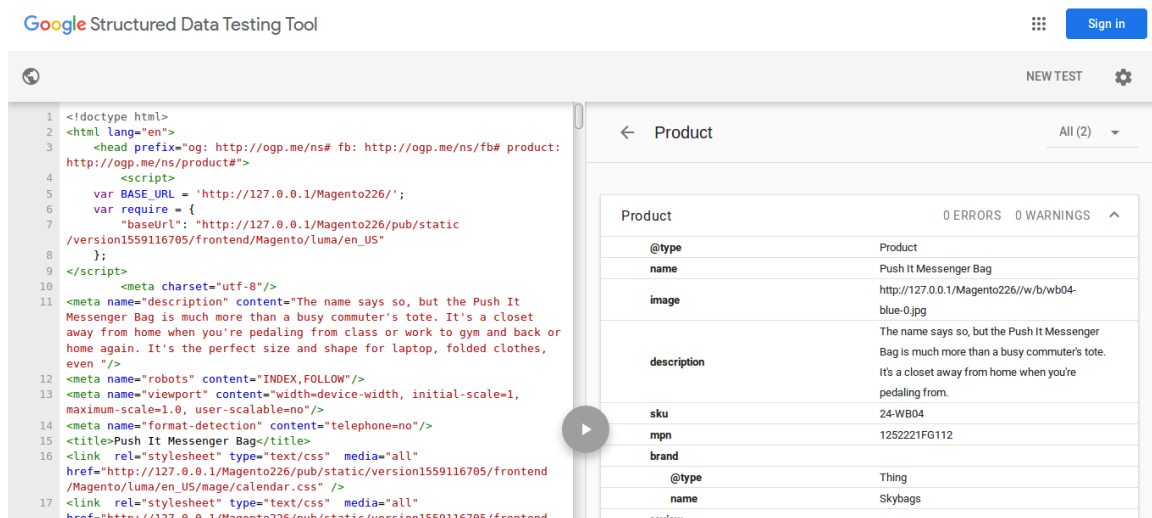 Google Structured Data Testing Tool
Sign in
NEW TEST
1 <!doctype html>
2 <html lang="en">
3 <head prefix="og: http://ogp.me/ns# fb: http://ogp.me/ns/fb# product:
http://ogp.me/ns/product#">
4 <script>
5 var BASE_URL = 'http://127.0.0.1/Magento226/';
6 var require = {
7 "baseUrl": "http://127.0.0.1/Magento226/pub/static
/version1559116705/frontend/Magento/luma/en_US"
8 };
9 </script>
10 <meta charset="utf-8"/>
11 <meta name="description" content="The name says so, but the Push It
Messenger Bag is much more than a busy commuter's tote. It's a closet
away from home when you're pedaling from class or work to gym and back or
home again. It's the perfect size and shape for laptop, folded clothes,
even "/>
12 <meta name="robots" content="INDEX,FOLLOW"/>
13 <meta name="viewport" content="width=device-width, initial-scale=1,
maximum-scale=1.0, user-scalable=no"/>
14 <meta name="format-detection" content="telephone=no"/>
15 <title>Push It Messenger Bag</title>
16 <link  rel="stylesheet" type="text/css"  media="all"
href="http://127.0.0.1/Magento226/pub/static/version1559116705/frontend
/Magento/luma/en_US/mage/calendar.css" />
17 <link  rel="stylesheet" type="text/css"  media="all"
href="http://127.0.0.1/Magento226/pub/static/version1559116705/frontend
Product
All (2)
Product 0 ERRORS 0 WARNINGS
@type Product
name Push It Messenger Bag
image http://127.0.0.1/Magento226//w/b/wb04-
blue-0.jpg
description The name says so, but the Push It Messenger
Bag is much more than a busy commuter's tote.
It's a closet away from home when you're
pedaling from.
sku 24-WB04
mpn 1252221FG112
brand
@type Thing
name Skybags